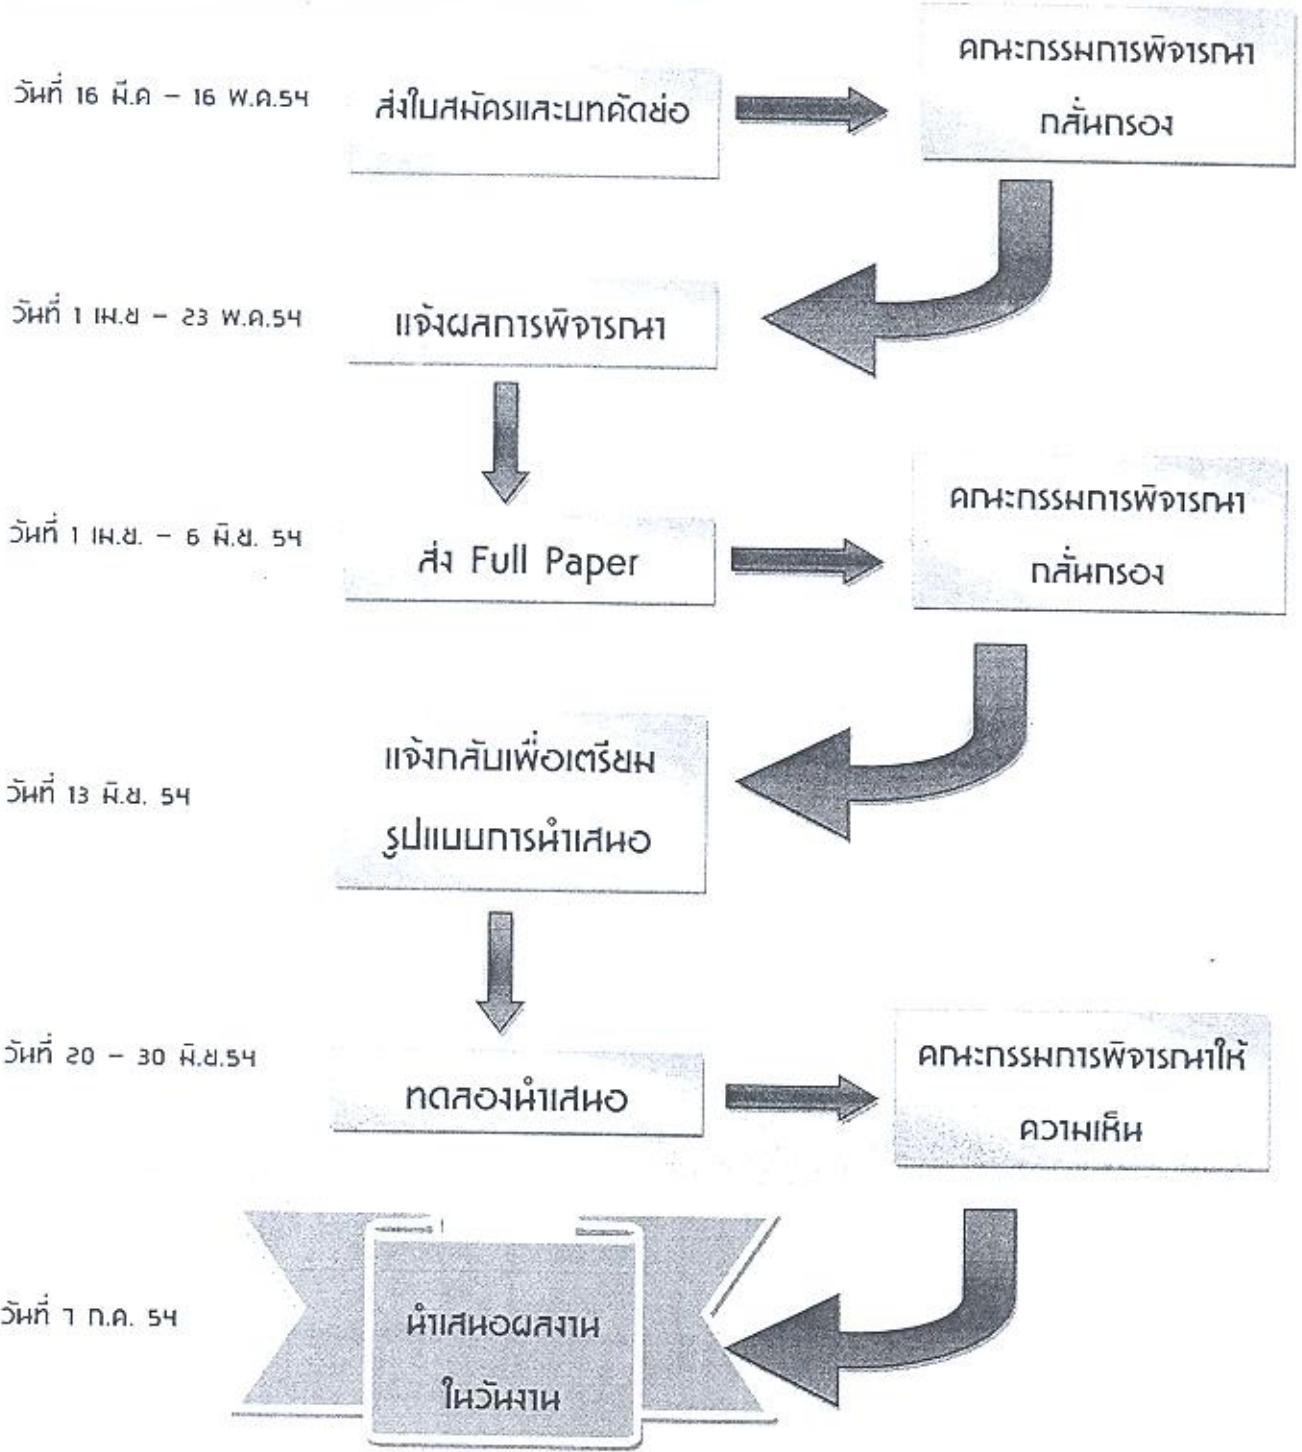 วันที่ 16 มี.ค – 16 พ.ค.54
ส่งใบสมัครและบทคัดย่อ
คณะกรรมการพิจารณา
กลั่นกรอง
วันที่ 1 เม.ย – 23 พ.ค.54
แจ้งผลการพิจารณา
วันที่ 1 เม.ย. – 6 มิ.ย. 54
ส่ง Full Paper
คณะกรรมการพิจารณา
กลั่นกรอง
วันที่ 13 มิ.ย. 54
แจ้งกลับเพื่อเตรียม
รูปแบบการนำเสนอ
วันที่ 20 – 30 มิ.ย.54
ทดลองนำเสนอ
คณะกรรมการพิจารณาให้
ความเห็น
วันที่ 7 ก.ค. 54
นำเสนอผลงาน
ในวันงาน